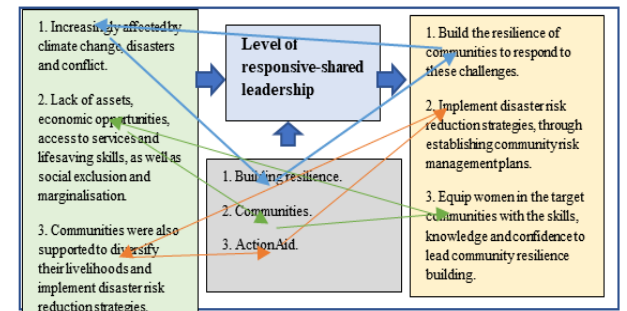 1. Increasingly affected by
climate change, disasters
and conflict.
2. Lack of assets,
economic opportunities,
access to services and
lifesaving skills, as well as
social exclusion and
marginalisation.
3. Communities were also
supported to diversify
their livelihoods and
implement disaster risk
reduction strategies.
Level of
responsive-shared
leadership
1. Building resilience.
2. Communities.
3. ActionAid.
1. Build the resilience of
communities to respond to
these challenges.
2. Implement disaster risk
reduction strategies, through
establishing community risk
management plans.
3. Equip women in the target
communities with the skills,
knowledge and confidence to
lead community resilience
building.